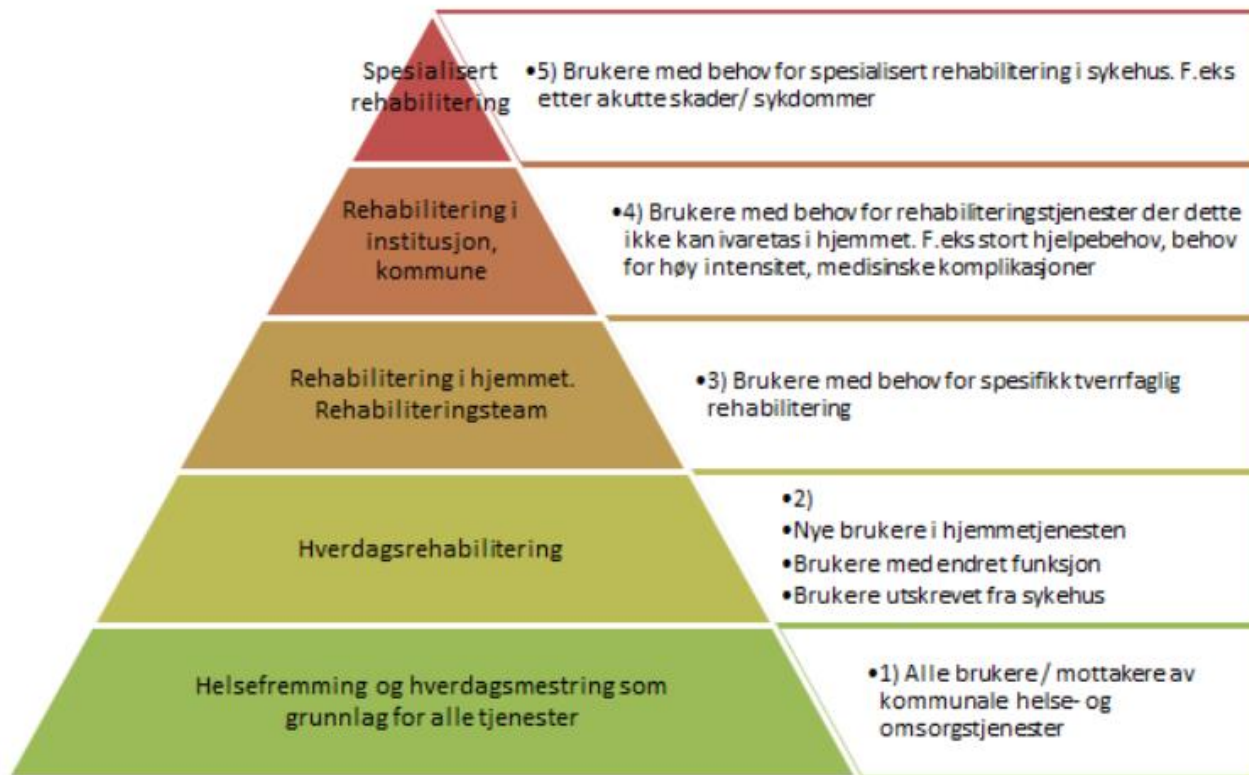 Spesialisert
rehabilitering
•5) Brukere med behov for spesialisert rehabilitering i sykehus. F.eks
etter akutte skader/ sykdommer
Rehabilitering i
institusjon,
kommune
•4) Brukere med behov for rehabiliteringstjenester der dette
ikke kan ivaretas i hjemmet. F.eks stort hjelpebehov, behov
for høy intensitet, medisinske komplikasjoner
Rehabilitering i hjemmet.
Rehabiliteringsteam
•3) Brukere med behov for spesifikk tverrfaglig
rehabilitering
Hverdagsrehabilitering
•2)
•Nye brukere i hjemmetjenesten
•Brukere med endret funksjon
•Brukere utskrevet fra sykehus
Helsefremming og hverdagsmestring som
grunnlag for alle tjenester
•1) Alle brukere / mottakere av
kommunale helse- og
omsorgstjenester